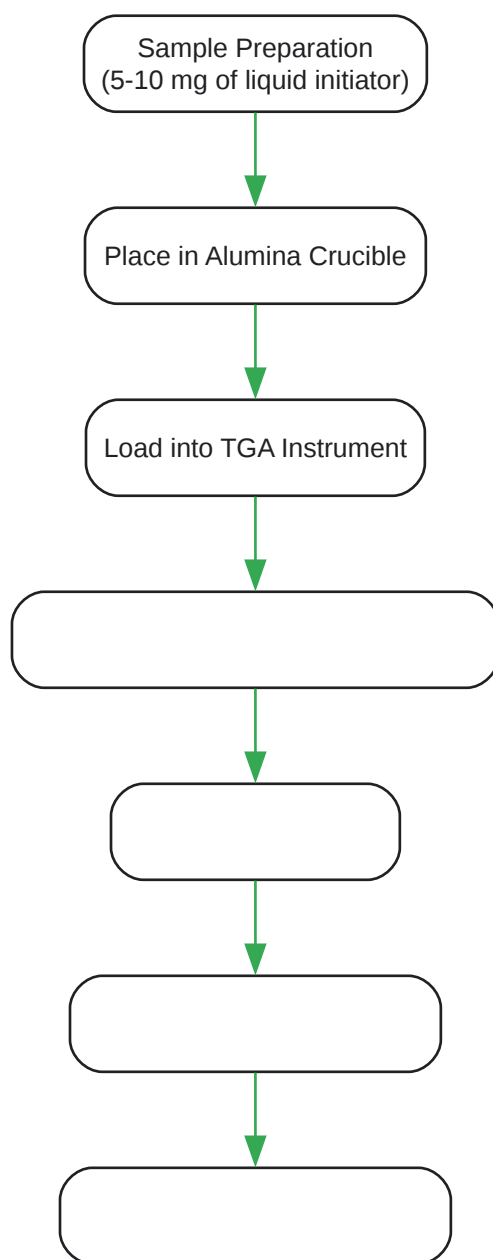 Sample Preparation
(5-10 mg of liquid initiator)
Place in Alumina Crucible
Load into TGA Instrument